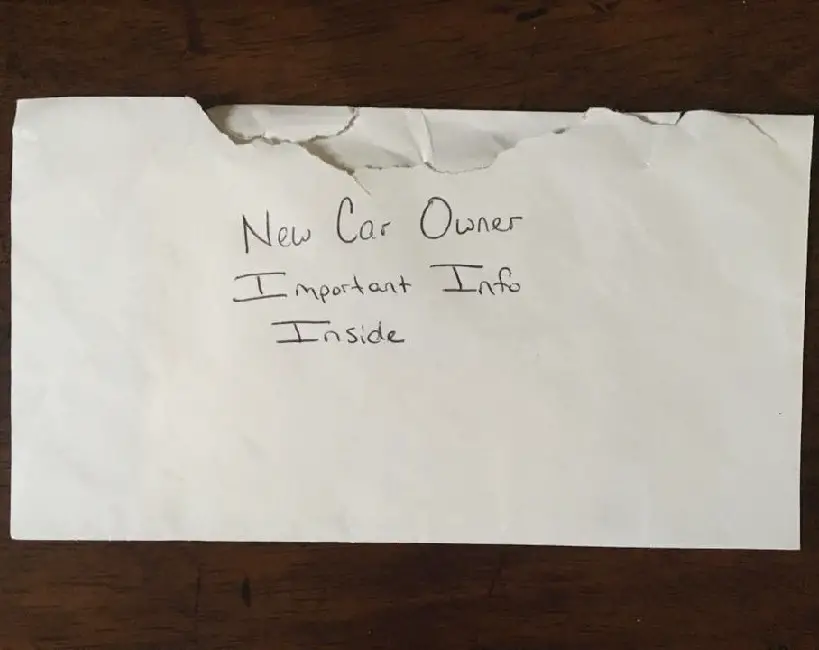 New Car Owner
Important Info
Inside